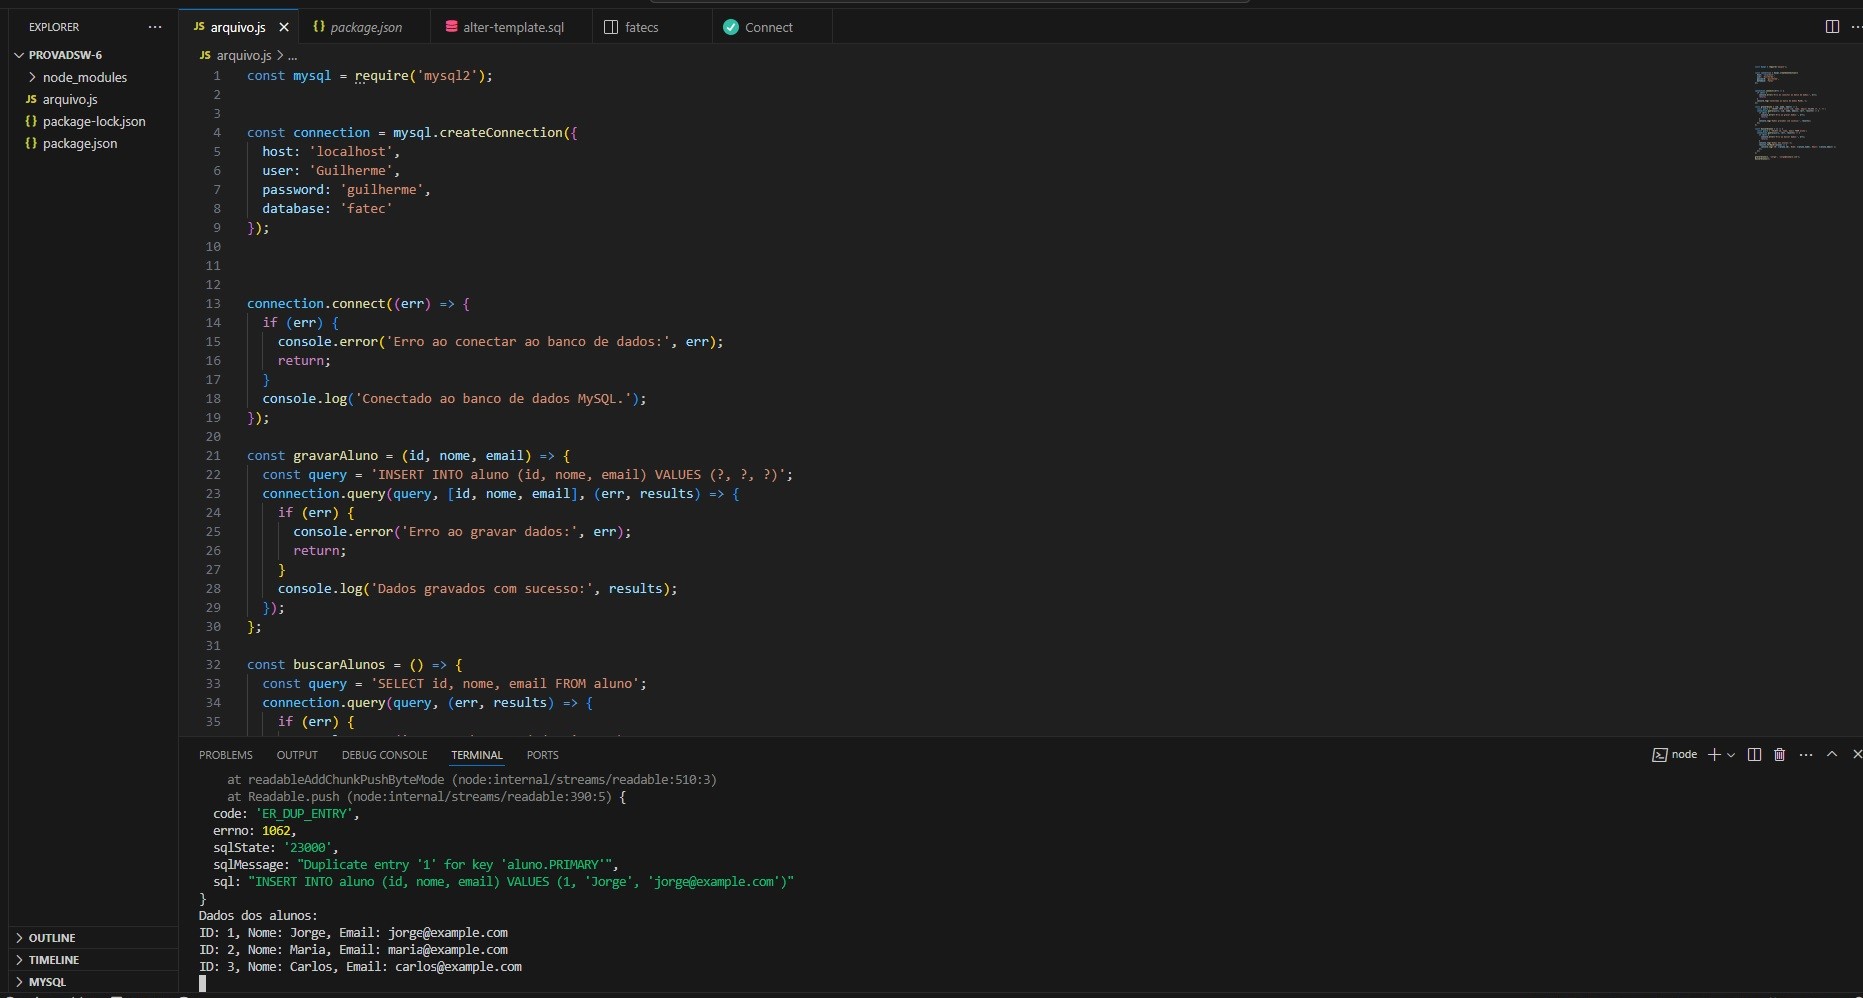 EXPLORER
PROVADSW-6
node_modules
JS arquivo.js
{} package-lock.json
{} package.json
OUTLINE
TIMELINE
MYSQL
JS arquivo.js
{} package.json
alter-template.sql
fatecs
Connect
JS arquivo.js > ...
1 const mysql = require('mysql2');
2
3
4 const connection = mysql.createConnection({
5 host: 'localhost',
6 user: 'Guilherme',
7 password: 'guilherme',
8 database: 'fatec'
9 });
10
11
12
13 connection.connect((err) => {
14 if (err) {
15 console.error('Erro ao conectar ao banco de dados:', err);
16 return;
17 }
18 console.log('Conectado ao banco de dados MySQL.');
19 });
20
21 const gravarAluno = (id, nome, email) => {
22 const query = 'INSERT INTO aluno (id, nome, email) VALUES (?, ?, ?)';
23 connection.query(query, [id, nome, email], (err, results) => {
24 if (err) {
25 console.error('Erro ao gravar dados:', err);
26 return;
27 }
28 console.log('Dados gravados com sucesso:', results);
29 });
30 };
31
32 const buscarAlunos = () => {
33 const query = 'SELECT id, nome, email FROM aluno';
34 connection.query(query, (err, results) => {
35 if (err) {
PROBLEMS OUTPUT DEBUG CONSOLE TERMINAL PORTS
node
at readableAddChunkPushByteMode (node:internal/streams/readable:510:3)
at Readable.push (node:internal/streams/readable:390:5) {
code: 'ER_DUP_ENTRY',
errno: 1062,
sqlState: '23000',
sqlMessage: "Duplicate entry '1' for key 'aluno.PRIMARY'",
sql: "INSERT INTO aluno (id, nome, email) VALUES (1, 'Jorge', 'jorge@example.com')"
}
Dados dos alunos:
ID: 1, Nome: Jorge, Email: jorge@example.com
ID: 2, Nome: Maria, Email: maria@example.com
ID: 3, Nome: Carlos, Email: carlos@example.com